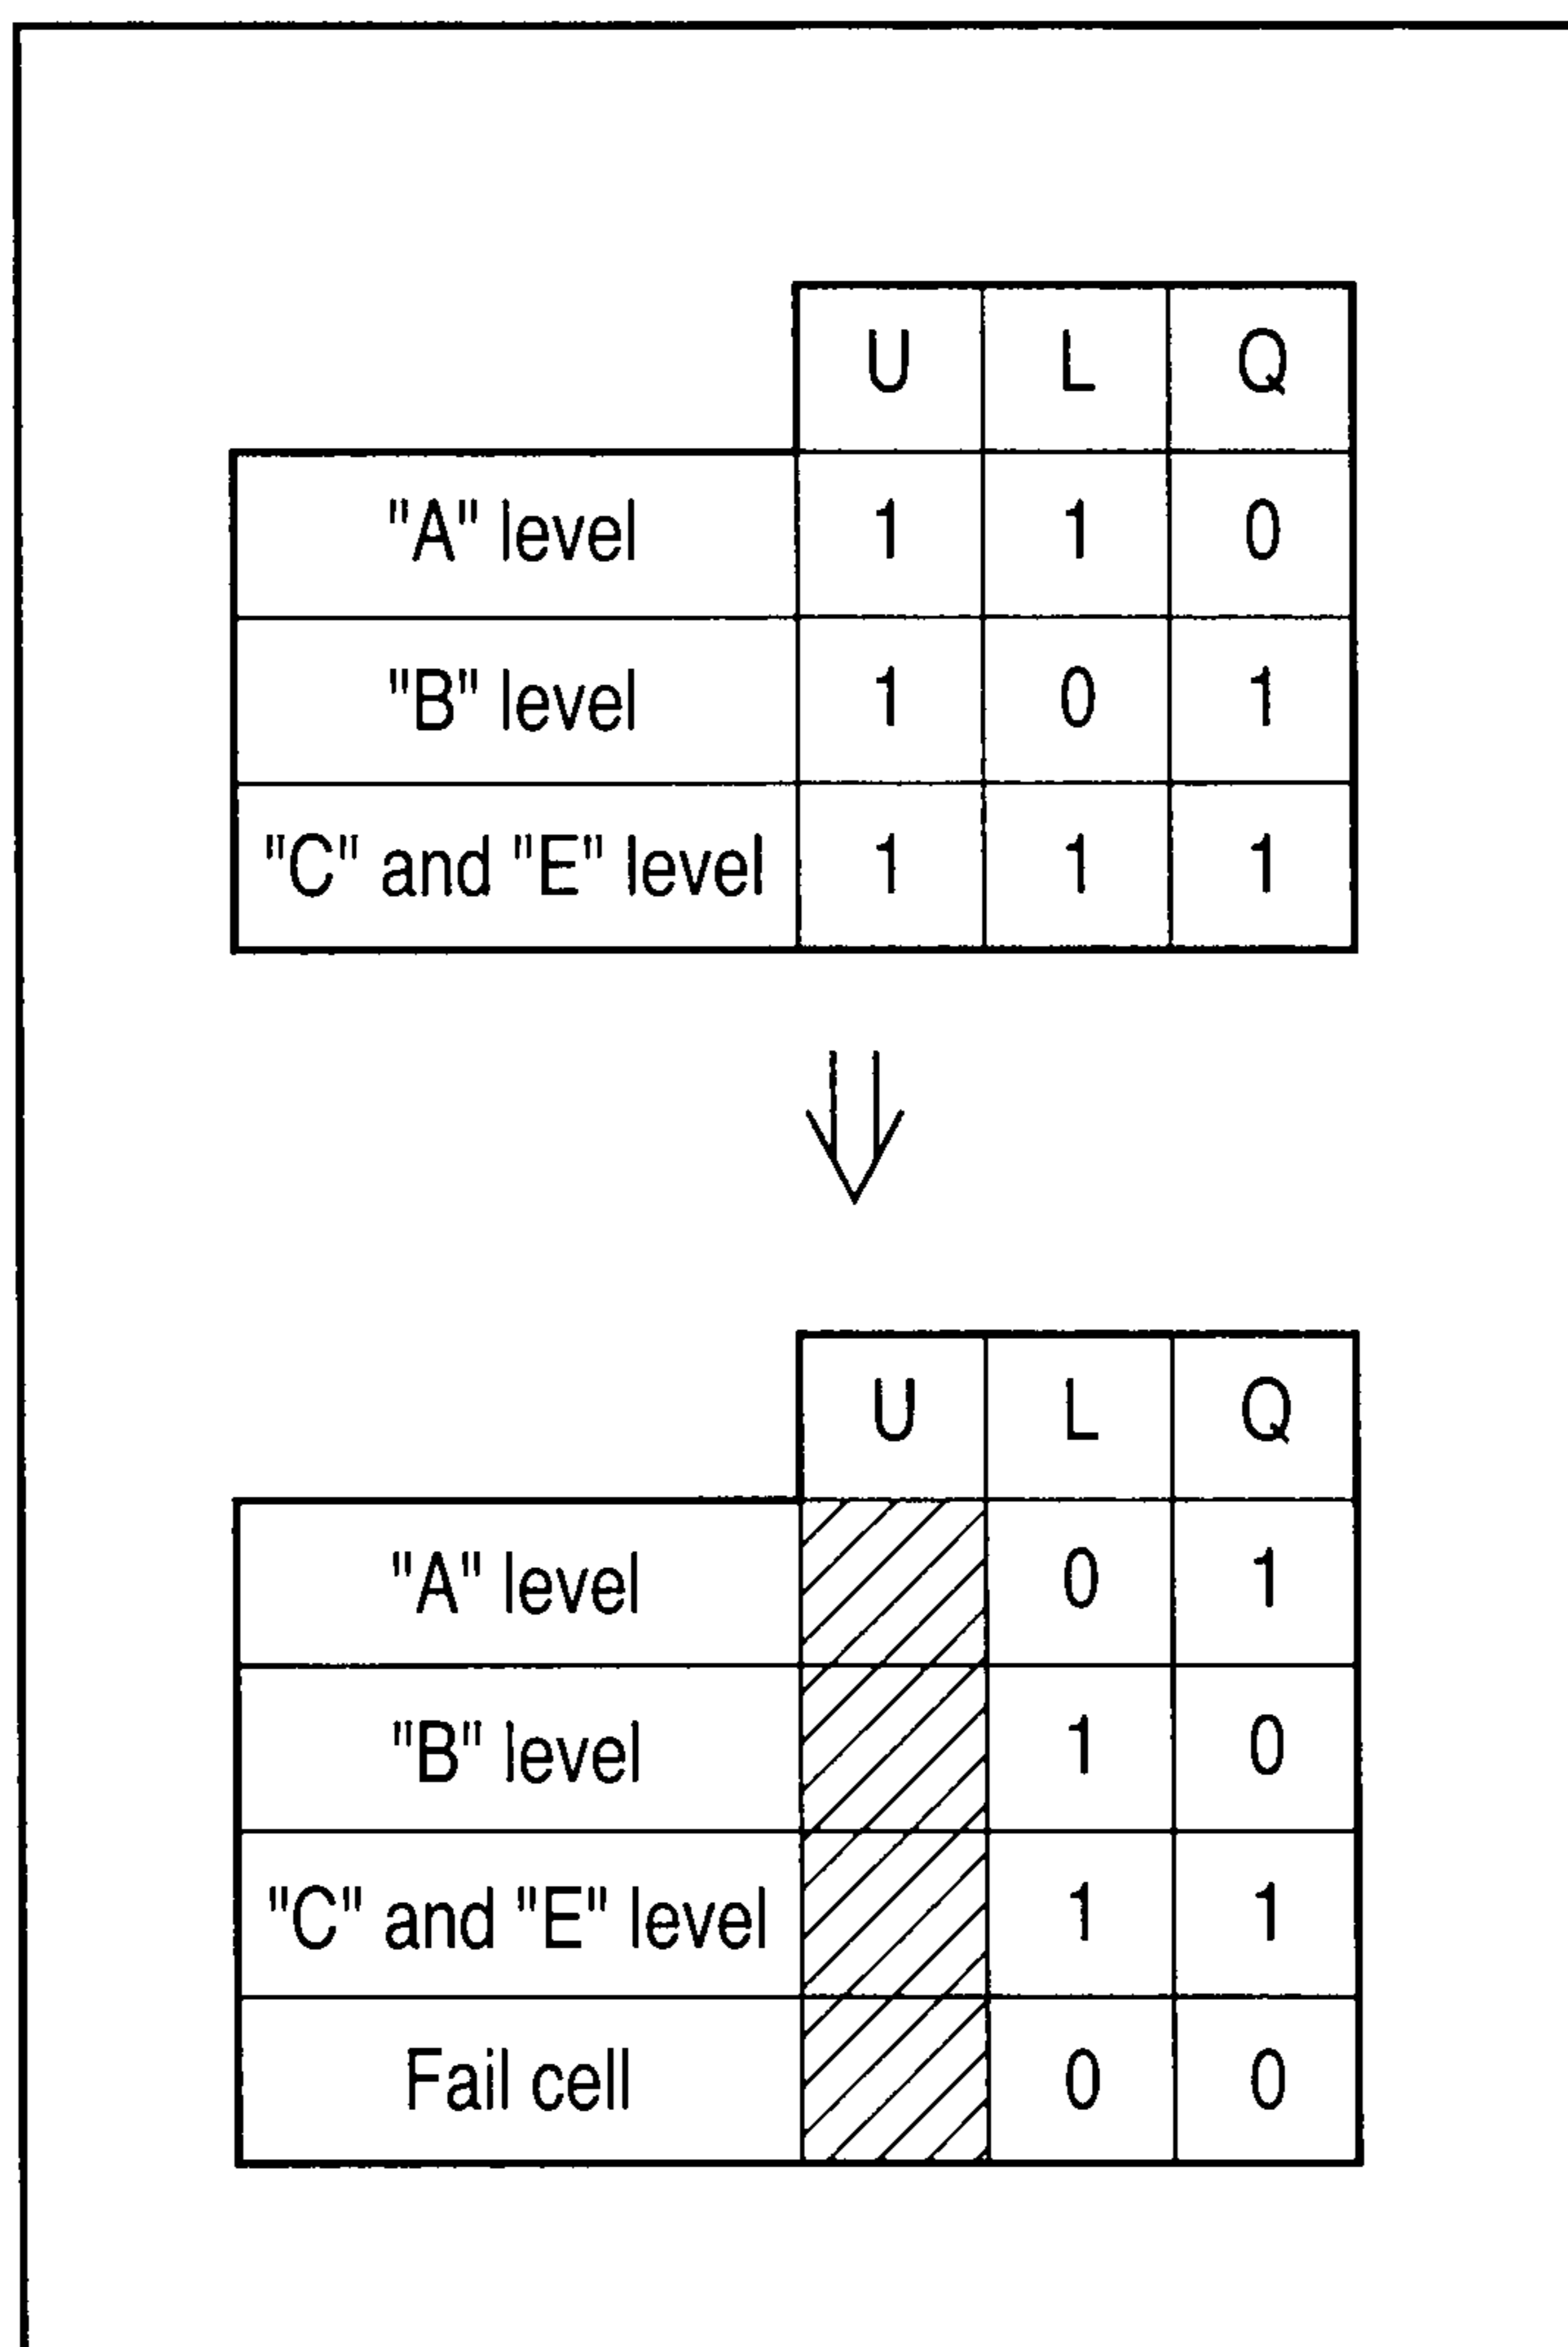 U L Q
"A" level 1 1 0
"B" level 1 0 1
"C" and "E" level 1 1 1
U L Q
"A" level 0 1
"B" level 1 0
"C" and "E" level 1 1
Fail cell 0 0